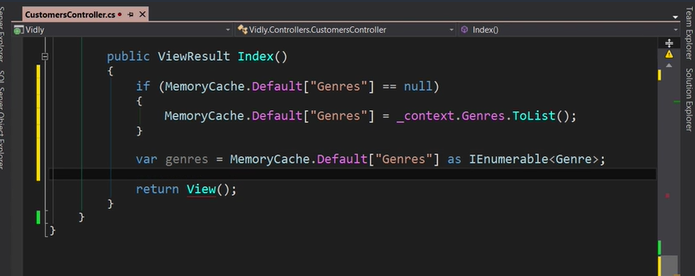 CustomersController.cs
Vidly
Vidly.Controllers.CustomersController
Index()
public ViewResult Index()
{
if (MemoryCache.Default["Genres"] == null)
{
MemoryCache.Default["Genres"] = _context.Genres.ToList();
}
var genres = MemoryCache.Default["Genres"] as IEnumerable<Genre>;
return View();
}
}
}
Server Explorer
SQL Server Object Explorer
Team Explorer
Solution Explorer